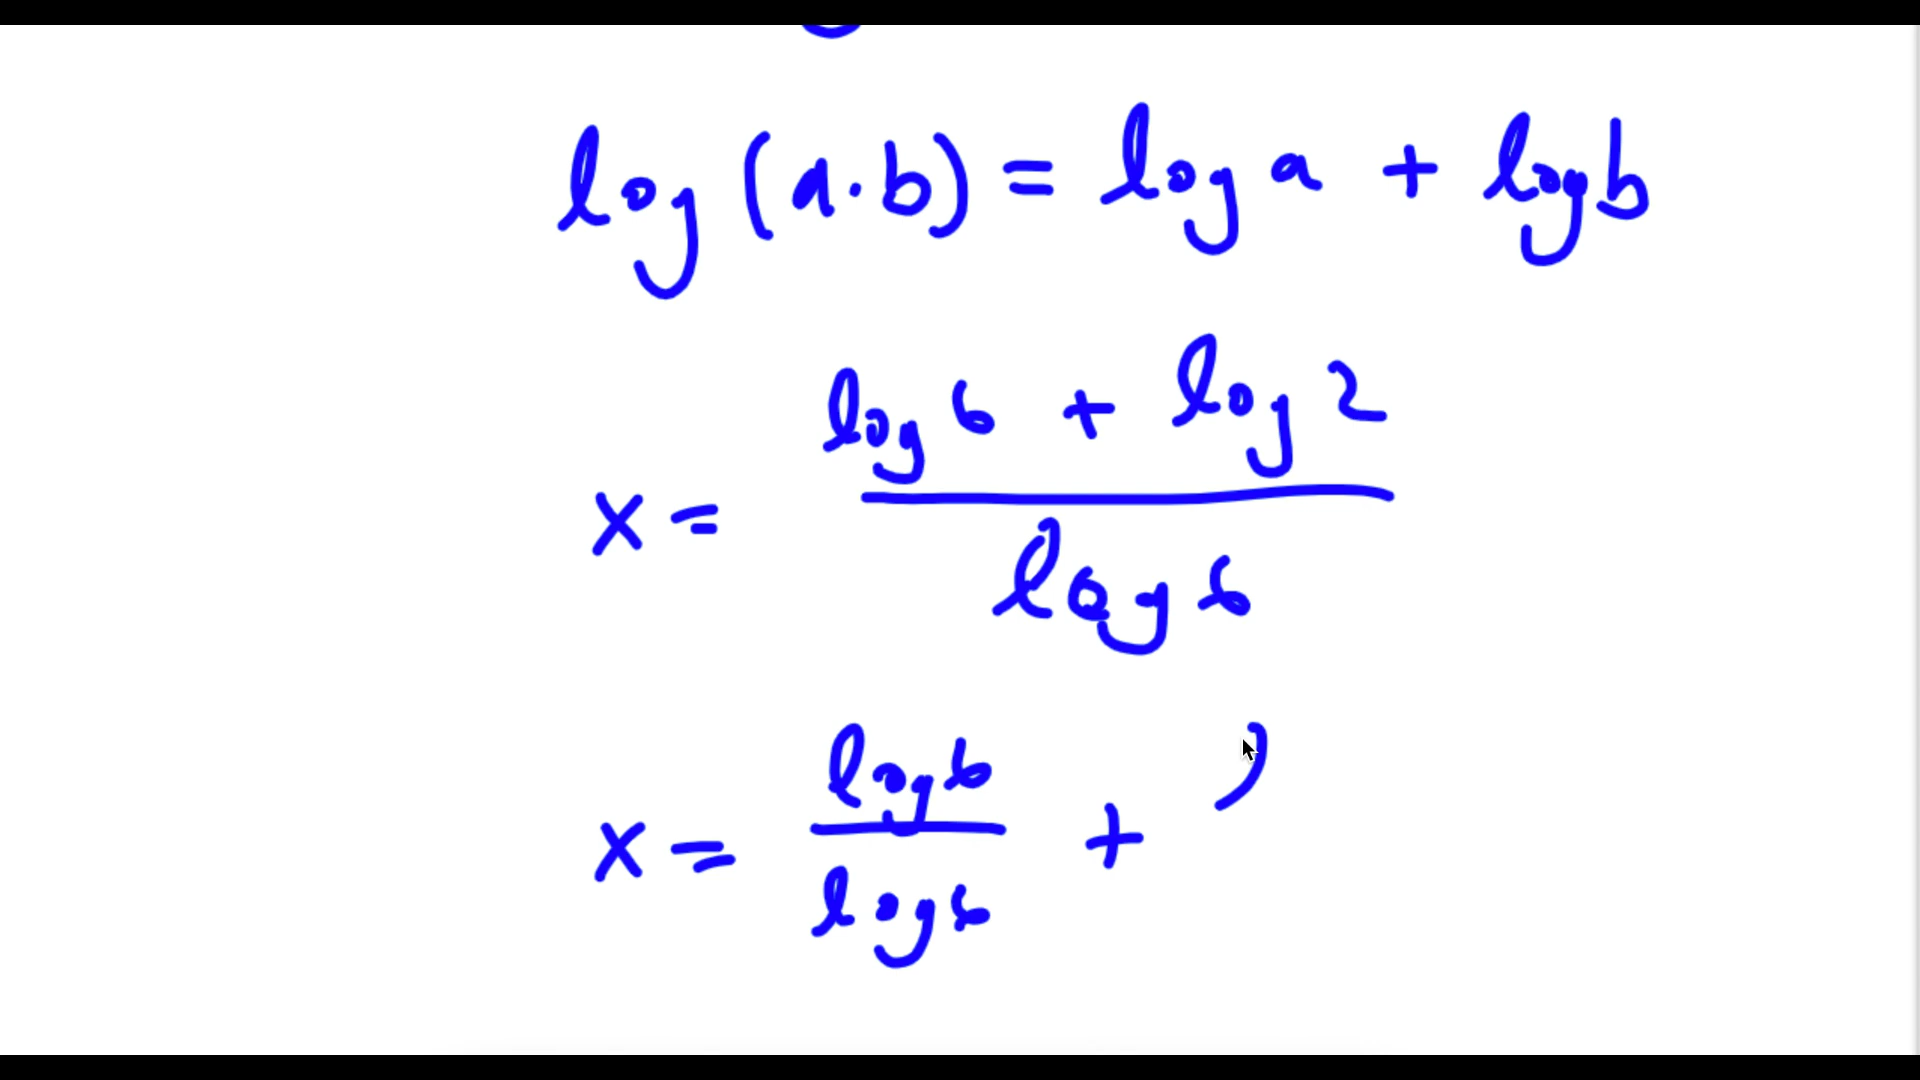 log (a·b) = log a + log b
log 6 + log 2
x = ───────────
log 6
log 6
x = ───── +
log 6